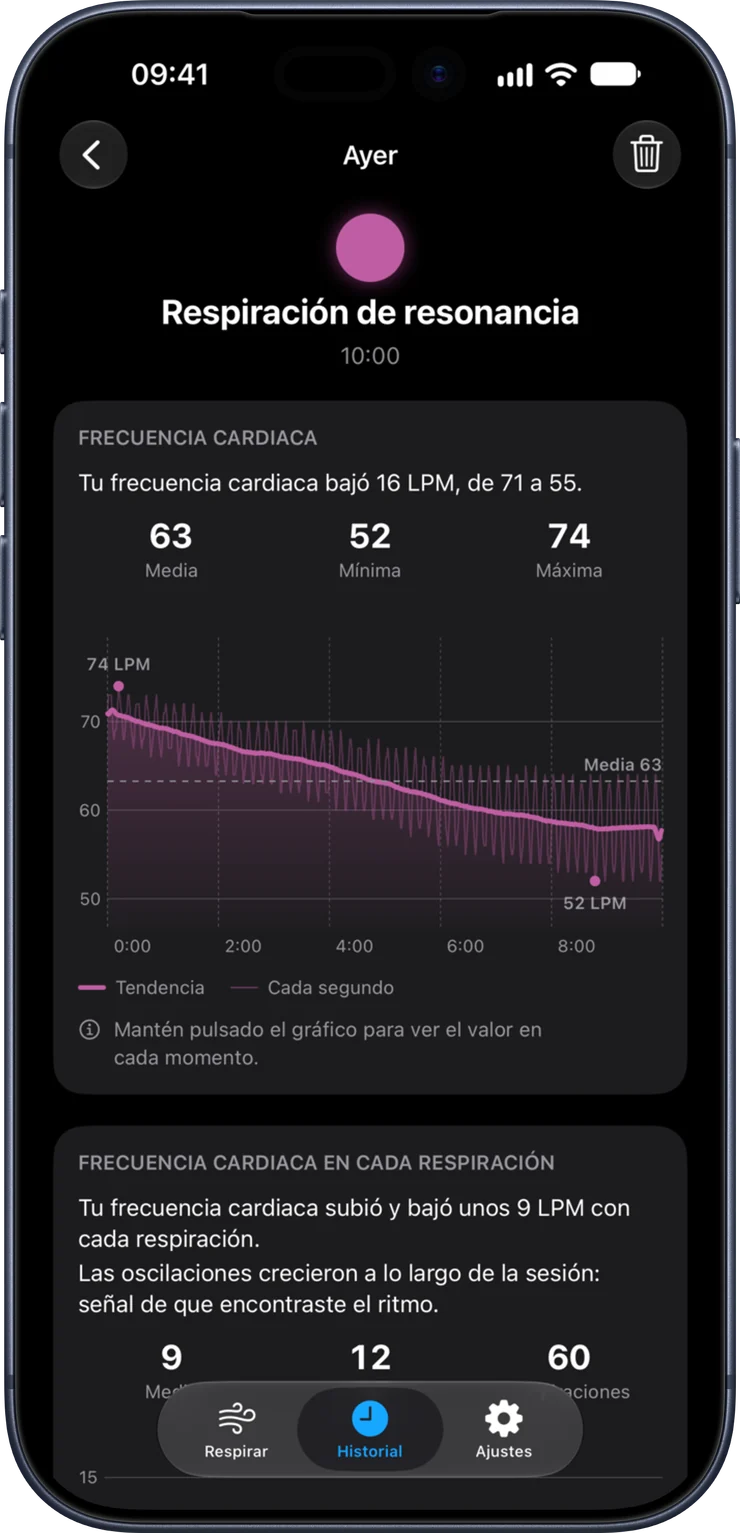 09:41
Ayer
Respiración de resonancia
10:00
FRECUENCIA CARDIACA
Tu frecuencia cardiaca bajó 16 LPM, de 71 a 55.
63 52 74
Media Mínima Máxima
74 LPM
70
Media 63
60
50
52 LPM
0:00 2:00 4:00 6:00 8:00
Tendencia Cada segundo
Mantén pulsado el gráfico para ver el valor en
cada momento.
FRECUENCIA CARDIACA EN CADA RESPIRACIÓN
Tu frecuencia cardiaca subió y bajó unos 9 LPM con
cada respiración.
Las oscilaciones crecieron a lo largo de la sesión:
señal de que encontraste el ritmo.
9 12 60
Respirar Historial Ajustes
15